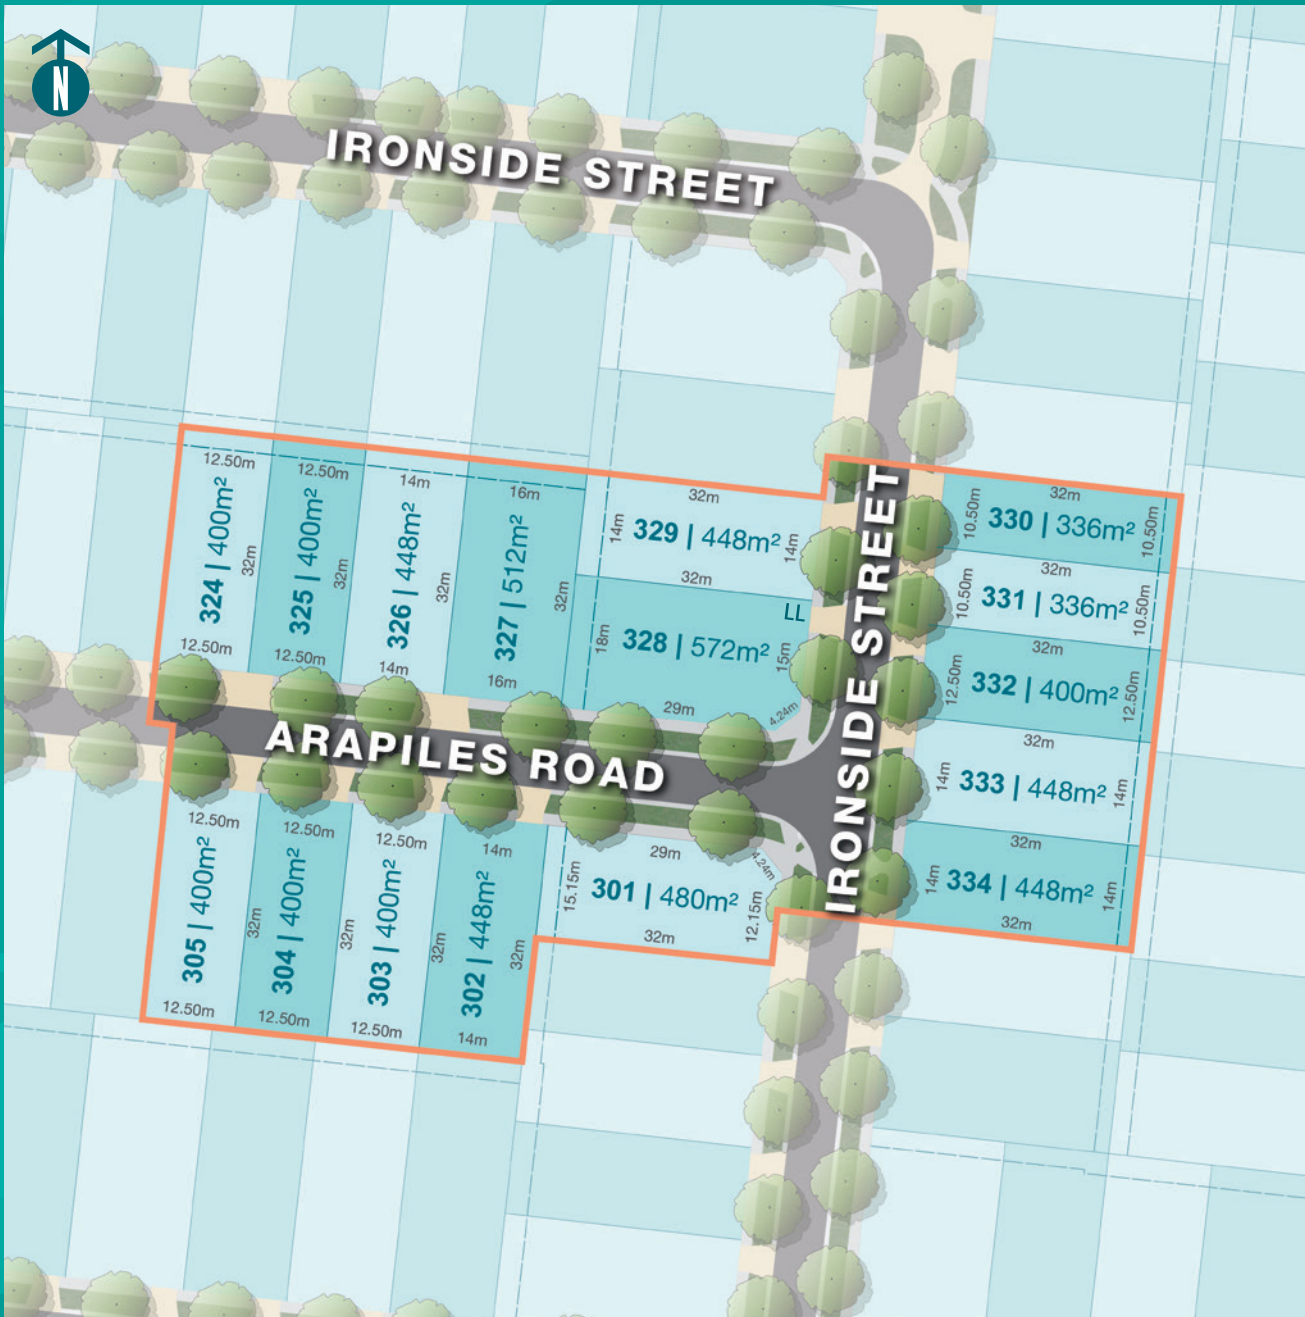 N
IRONSIDE STREET
12.50m
324 | 400m²
32m
12.50m
12.50m
325 | 400m²
32m
12.50m
14m
326 | 448m²
32m
14m
16m
327 | 512m²
32m
16m
32m
14m
329 | 448m²
14m
32m
LL
18m
328 | 572m²
15m
29m
4.24m
IRONSIDE STREET
32m
10.50m
330 | 336m²
10.50m
32m
10.50m
331 | 336m²
10.50m
32m
12.50m
332 | 400m²
12.50m
32m
14m
333 | 448m²
14m
32m
14m
334 | 448m²
14m
32m
ARAPILES ROAD
12.50m
305 | 400m²
32m
12.50m
12.50m
304 | 400m²
32m
12.50m
12.50m
303 | 400m²
32m
12.50m
14m
302 | 448m²
32m
14m
29m
4.24m
15.15m
301 | 480m²
12.15m
32m